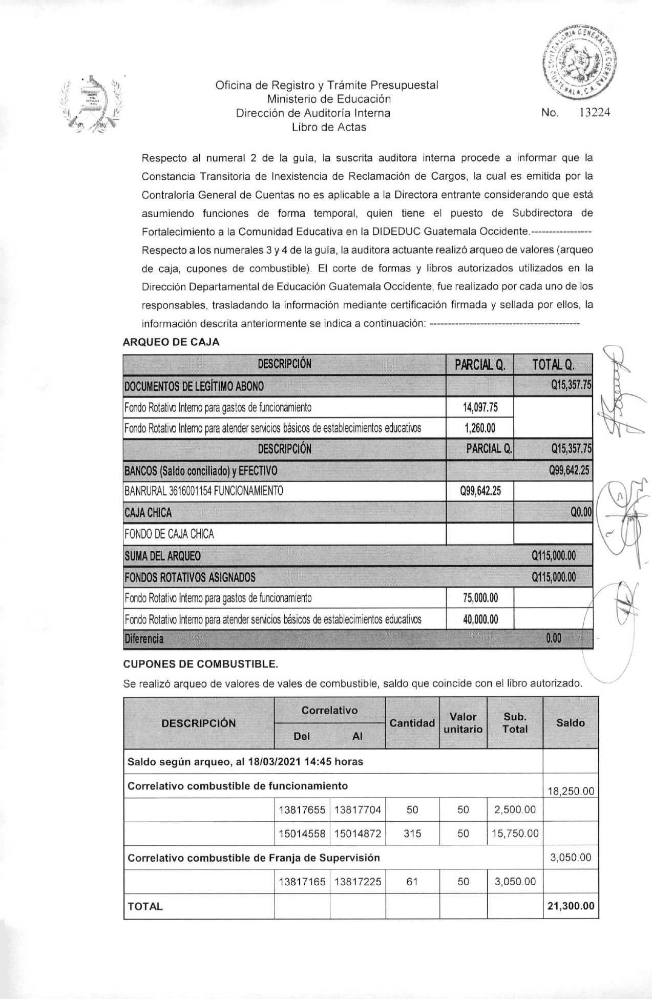 CONTRALORIA GENERAL DE CUENTAS
GUATEMALA, C.A.
Oficina de Registro y Trámite Presupuestal
Ministerio de Educación
Dirección de Auditoría Interna
Libro de Actas
No. 13224
Respecto al numeral 2 de la guía, la suscrita auditora interna procede a informar que la
Constancia Transitoria de Inexistencia de Reclamación de Cargos, la cual es emitida por la
Contraloría General de Cuentas no es aplicable a la Directora entrante considerando que está
asumiendo funciones de forma temporal, quien tiene el puesto de Subdirectora de
Fortalecimiento a la Comunidad Educativa en la DIDEDUC Guatemala Occidente.-----------------
Respecto a los numerales 3 y 4 de la guía, la auditora actuante realizó arqueo de valores (arqueo
de caja, cupones de combustible). El corte de formas y libros autorizados utilizados en la
Dirección Departamental de Educación Guatemala Occidente, fue realizado por cada uno de los
responsables, trasladando la información mediante certificación firmada y sellada por ellos, la
información descrita anteriormente se indica a continuación: ------------------------------------------
ARQUEO DE CAJA
DESCRIPCIÓN PARCIAL Q. TOTAL Q.
DOCUMENTOS DE LEGÍTIMO ABONO Q15,357.75
Fondo Rotativo Interno para gastos de funcionamiento 14,097.75
Fondo Rotativo Interno para atender servicios básicos de establecimientos educativos 1,260.00
DESCRIPCIÓN PARCIAL Q. Q15,357.75
BANCOS (Saldo conciliado) y EFECTIVO Q99,642.25
BANRURAL 3616001154 FUNCIONAMIENTO Q99,642.25
CAJA CHICA Q0.00
FONDO DE CAJA CHICA
SUMA DEL ARQUEO Q115,000.00
FONDOS ROTATIVOS ASIGNADOS Q115,000.00
Fondo Rotativo Interno para gastos de funcionamiento 75,000.00
Fondo Rotativo Interno para atender servicios básicos de establecimientos educativos 40,000.00
Diferencia 0.00
CUPONES DE COMBUSTIBLE.
Se realizó arqueo de valores de vales de combustible, saldo que coincide con el libro autorizado.
DESCRIPCIÓN Correlativo Cantidad Valor unitario Sub. Total Saldo
Del Al
Saldo según arqueo, al 18/03/2021 14:45 horas
Correlativo combustible de funcionamiento 18,250.00
13817655 13817704 50 50 2,500.00
15014558 15014872 315 50 15,750.00
Correlativo combustible de Franja de Supervisión 3,050.00
13817165 13817225 61 50 3,050.00
TOTAL 21,300.00